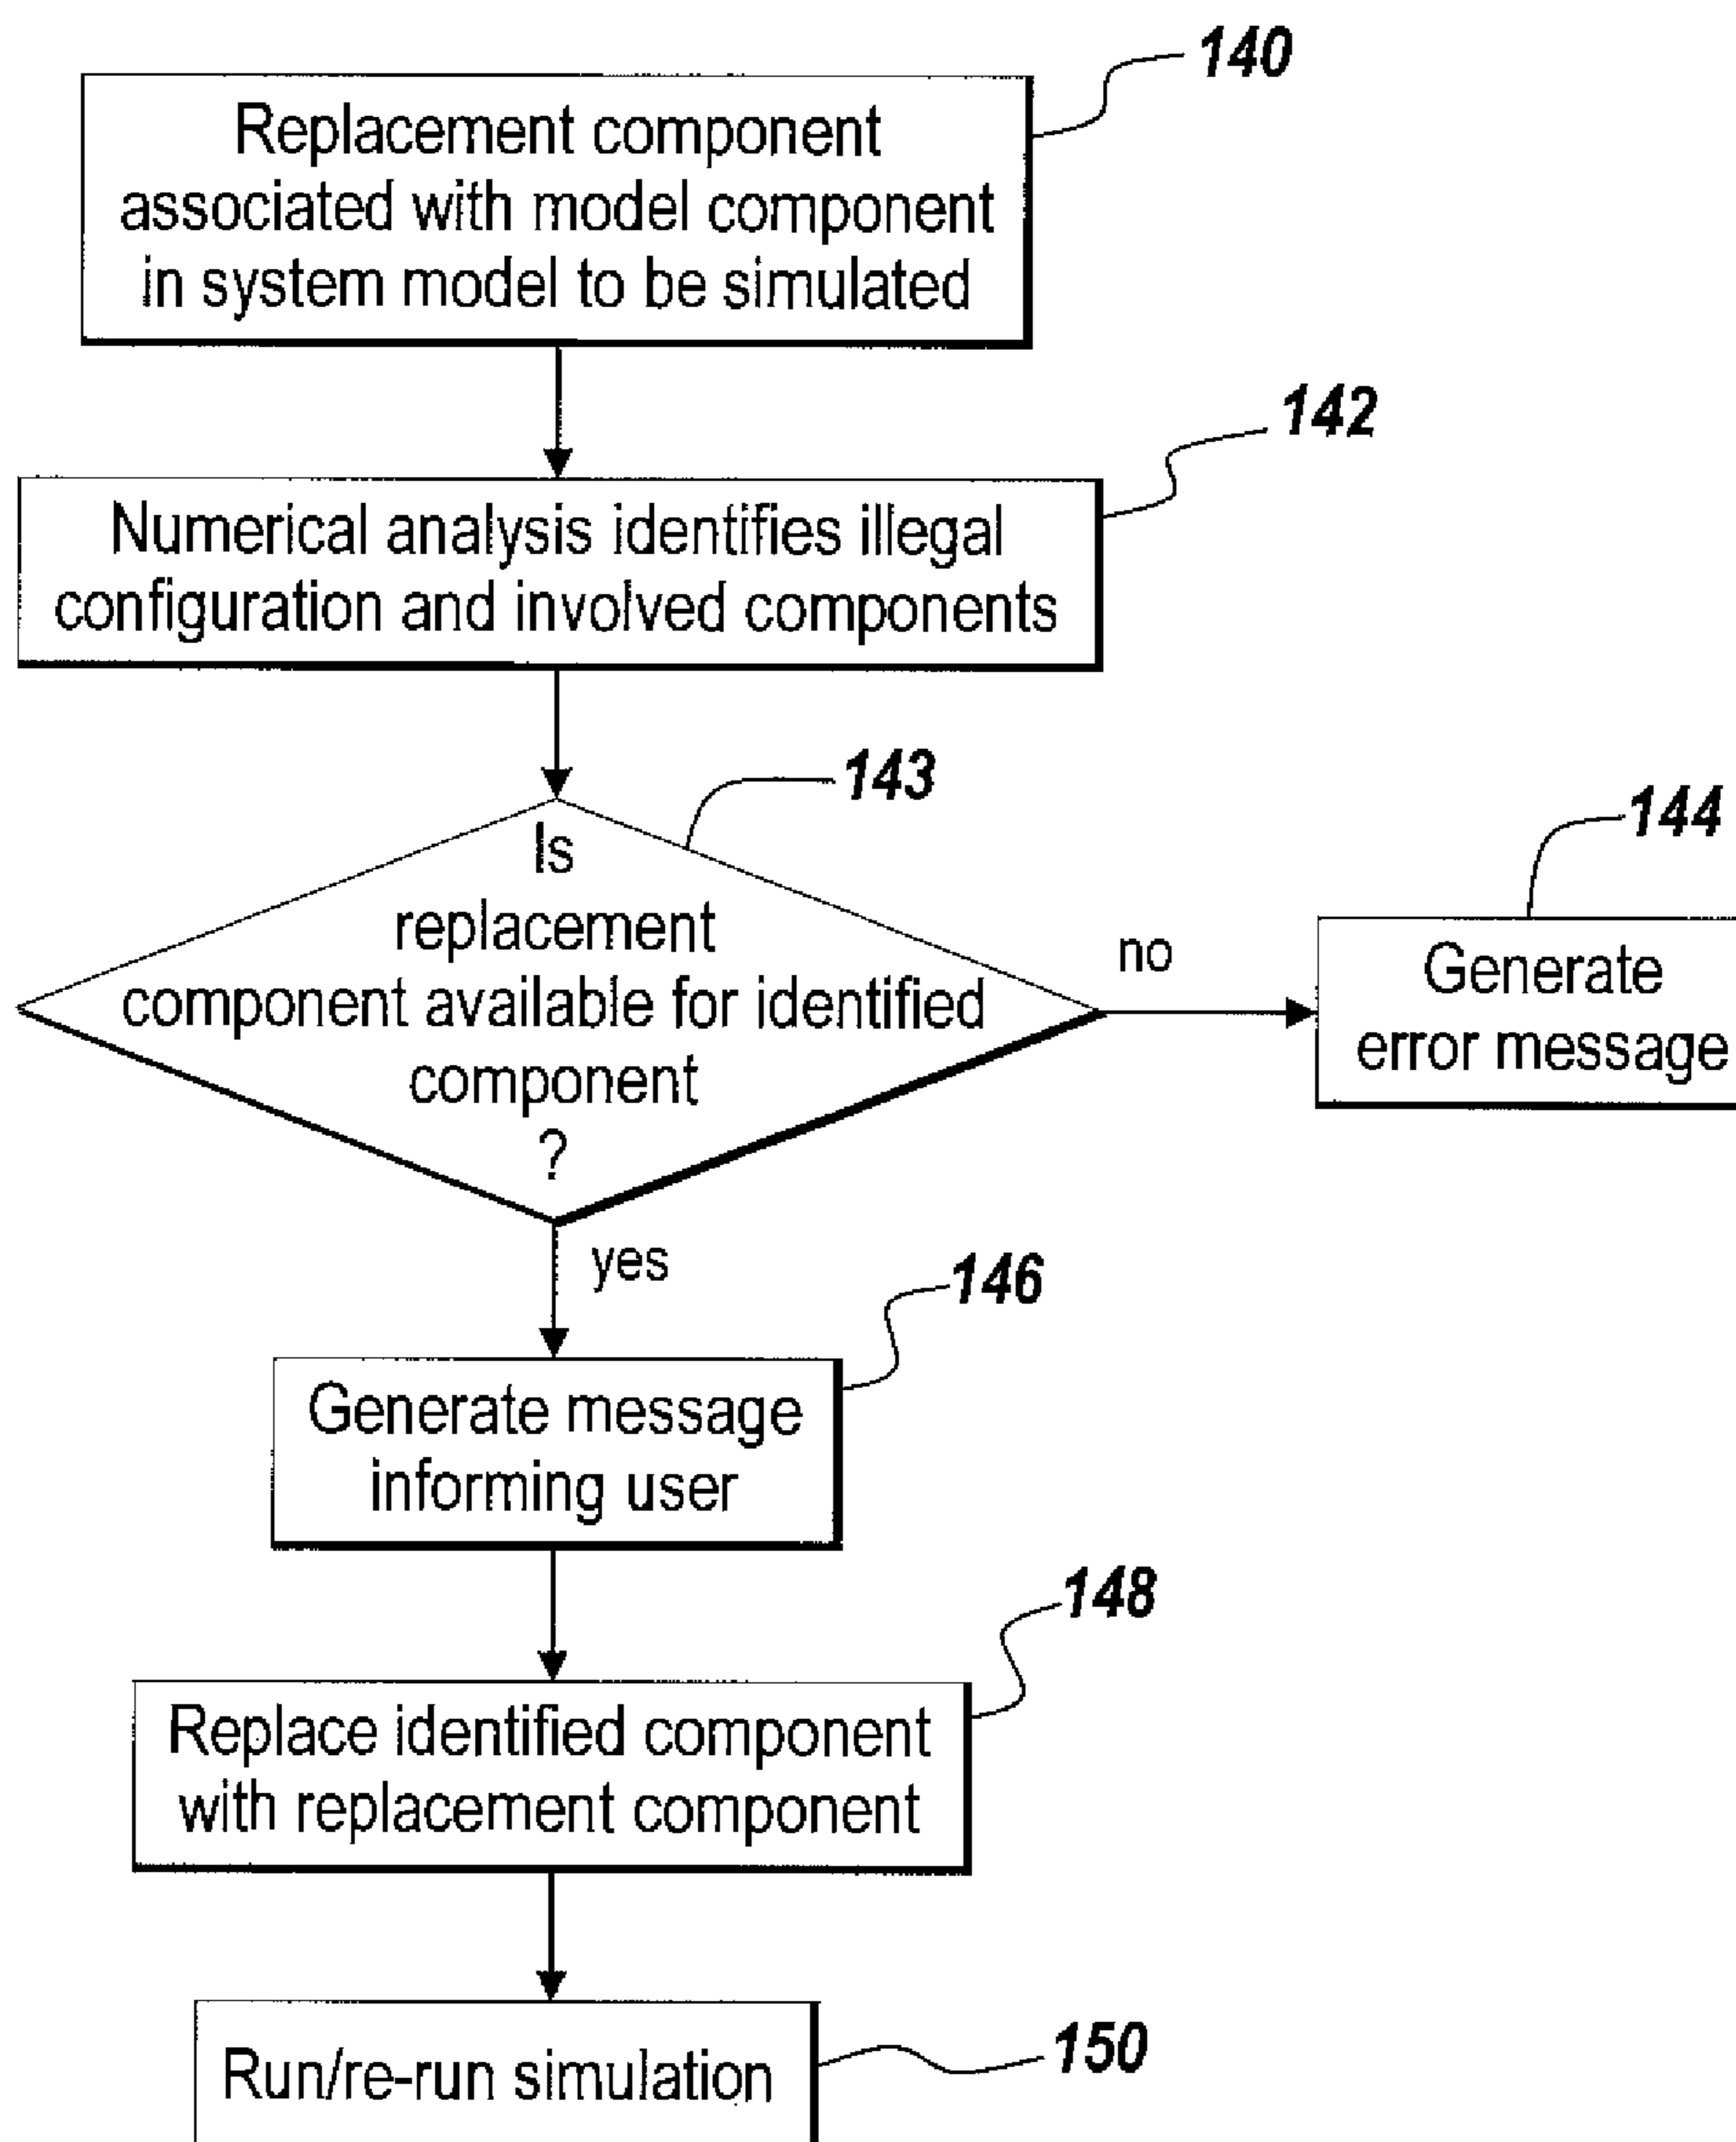 140
Replacement component
associated with model component
in system model to be simulated
142
Numerical analysis identifies illegal
configuration and involved components
143
Is
replacement
component available for identified
component
?
no
144
Generate
error message
yes
146
Generate message
informing user
148
Replace identified component
with replacement component
150
Run/re-run simulation